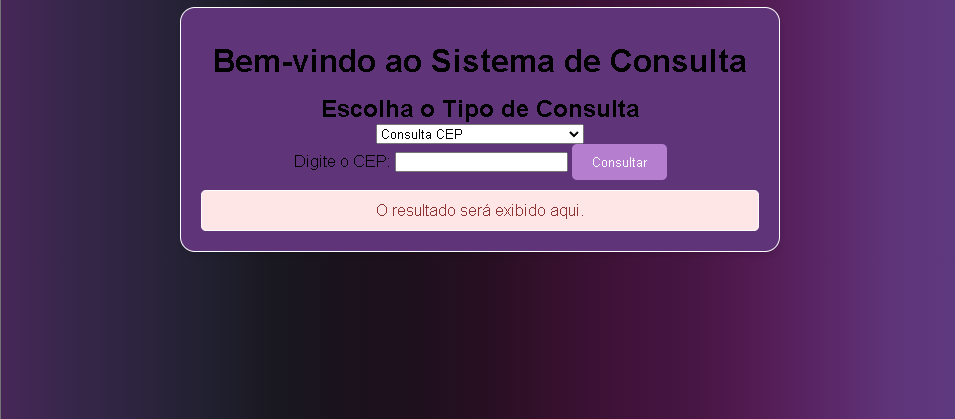 Bem-vindo ao Sistema de Consulta
Escolha o Tipo de Consulta
Consulta CEP
Digite o CEP: Consultar
O resultado será exibido aqui.